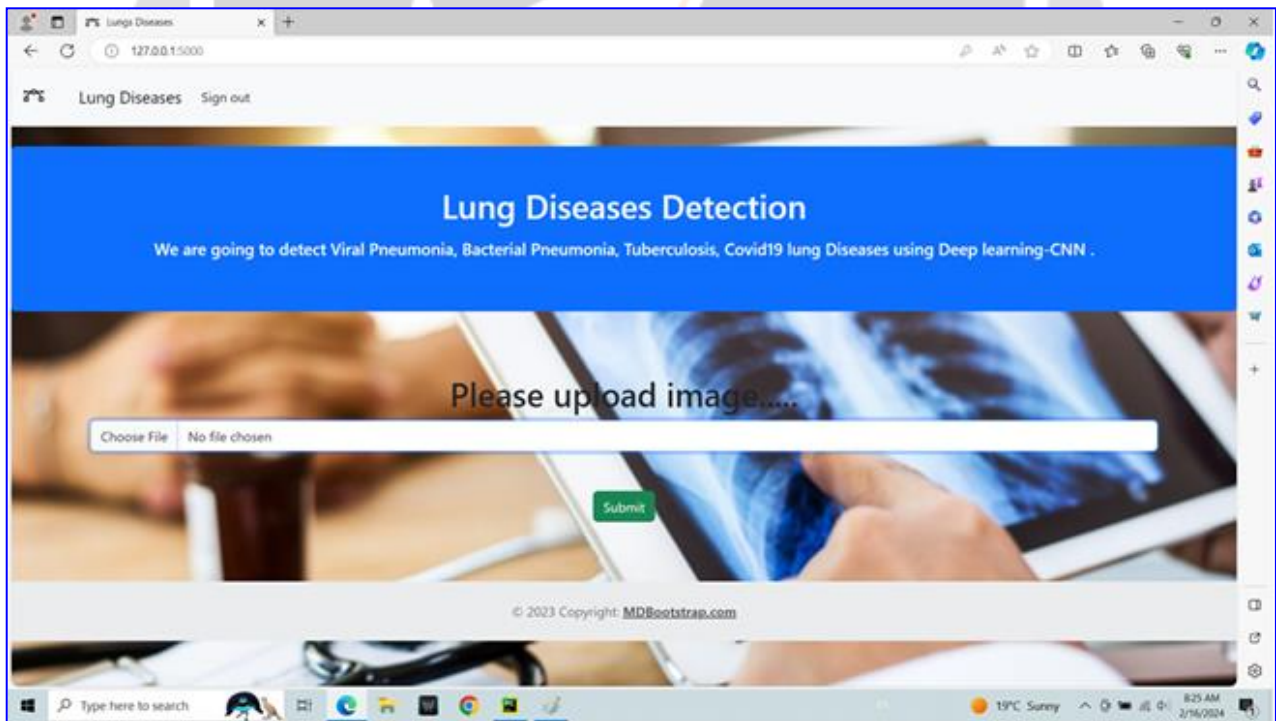 Lungs Diseases
127.0.0.1:5000
Lung Diseases Sign out
Lung Diseases Detection
We are going to detect Viral Pneumonia, Bacterial Pneumonia, Tuberculosis, Covid19 lung Diseases using Deep learning-CNN .
Please upload image.....
Choose File No file chosen
Submit
© 2023 Copyright: MDBootstrap.com
Type here to search
19°C Sunny
8:25 AM
2/16/2024